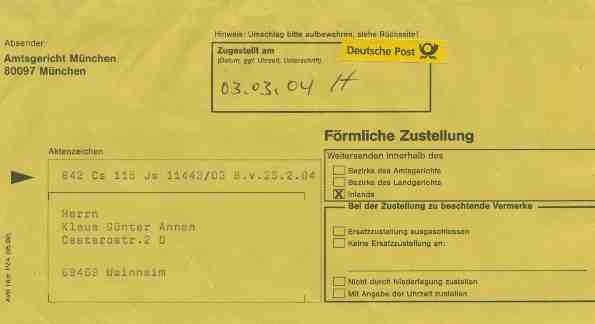 Hinweis: Umschlag bitte aufbewahren, siehe Rückseite!
Absender:
Amtsgericht München
80097 München
Zugestellt am
(Datum, ggf. Uhrzeit, Unterschrift)
Deutsche Post
03.03.04 H
Förmliche Zustellung
Aktenzeichen
842 Cs 115 Js 11443/03 B.v.23.2.04
Weitersenden innerhalb des
Bezirks des Amtsgerichts
Bezirks des Landgerichts
X Inlands
Bei der Zustellung zu beachtende Vermerke
Herrn
Klaus Günter Annen
Cestarostr.2 D
69469 Weinheim
Ersatzzustellung ausgeschlossen
Keine Ersatzzustellung an:
Nicht durch Niederlegung zustellen
Mit Angabe der Uhrzeit zustellen